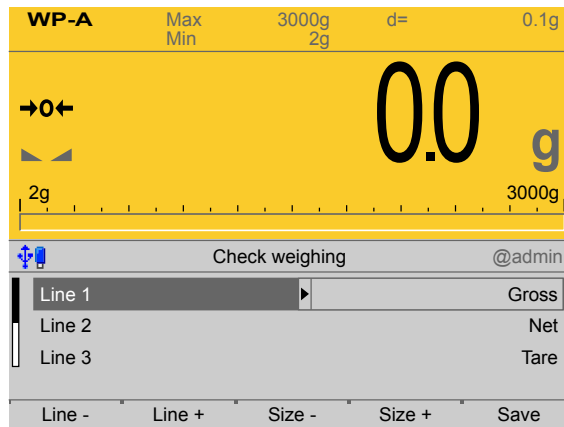 WP-A Max 3000g d= 0.1g
Min 2g
→0←
0.0 g
2g 3000g
Check weighing @admin
Line 1 Gross
Line 2 Net
Line 3 Tare
Line - Line + Size - Size + Save